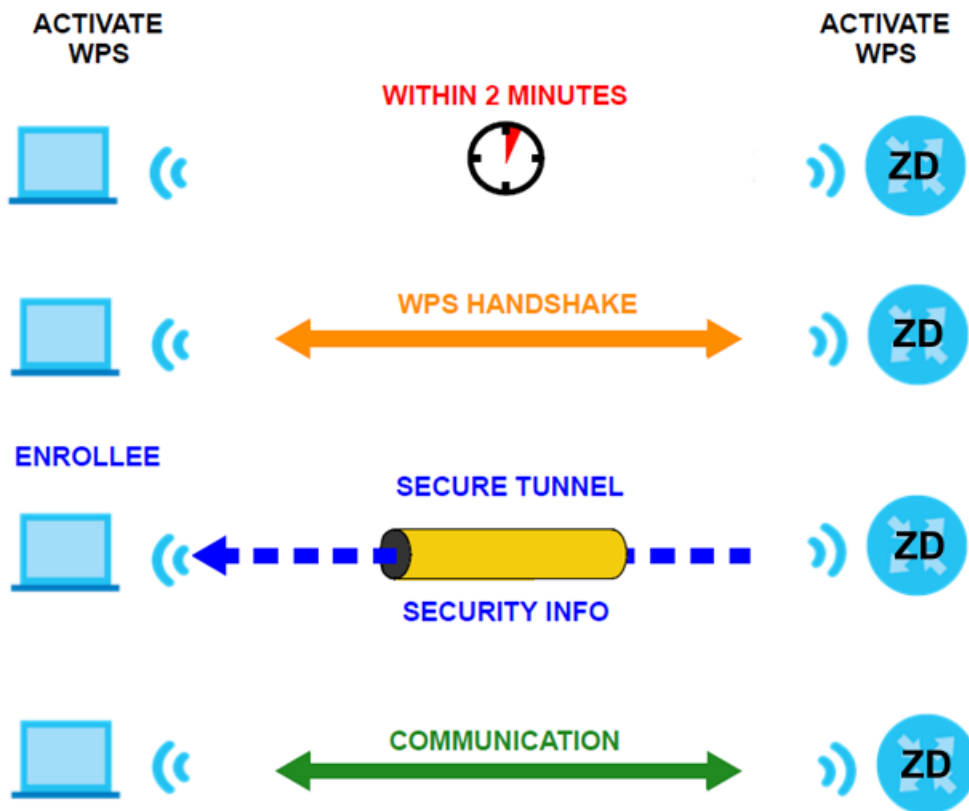 ACTIVATE
WPS
ACTIVATE
WPS
WITHIN 2 MINUTES
ZD
WPS HANDSHAKE
ZD
ENROLLEE
SECURE TUNNEL
ZD
SECURITY INFO
COMMUNICATION
ZD